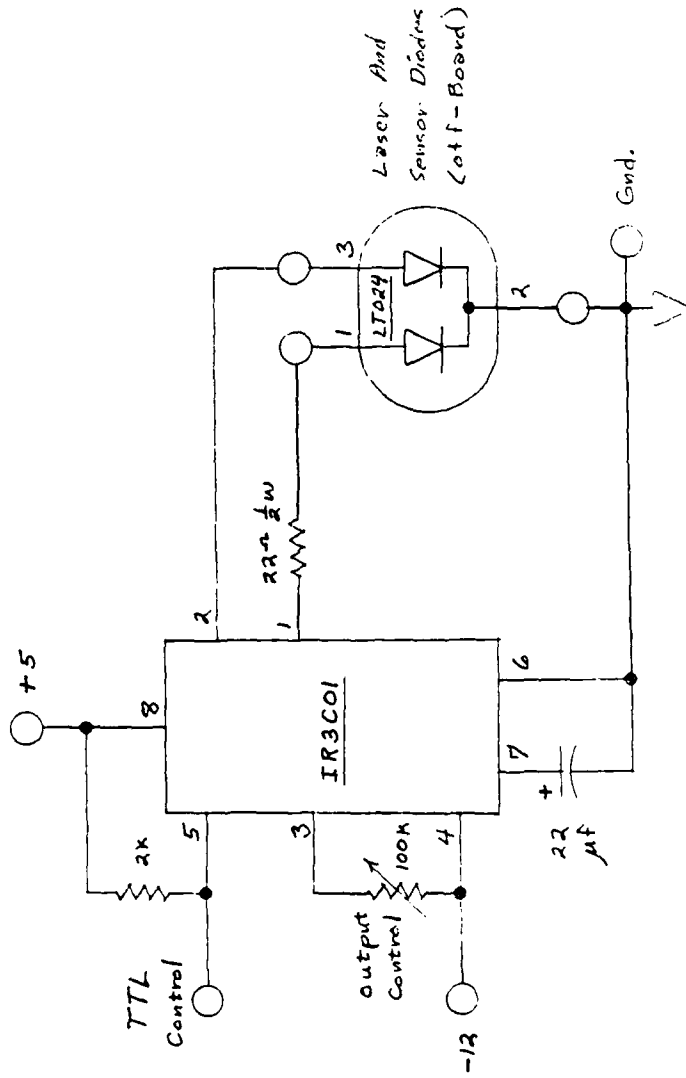 +5
TTL
Control
2K
5
8
2
1
22Ω ½W
IR3C01
3
Output
Control
100K
4
-12
7
6
+
22
µf
1
3
LT024
2
Laser And
Sensor Diodes
(off-Board)
Gnd.